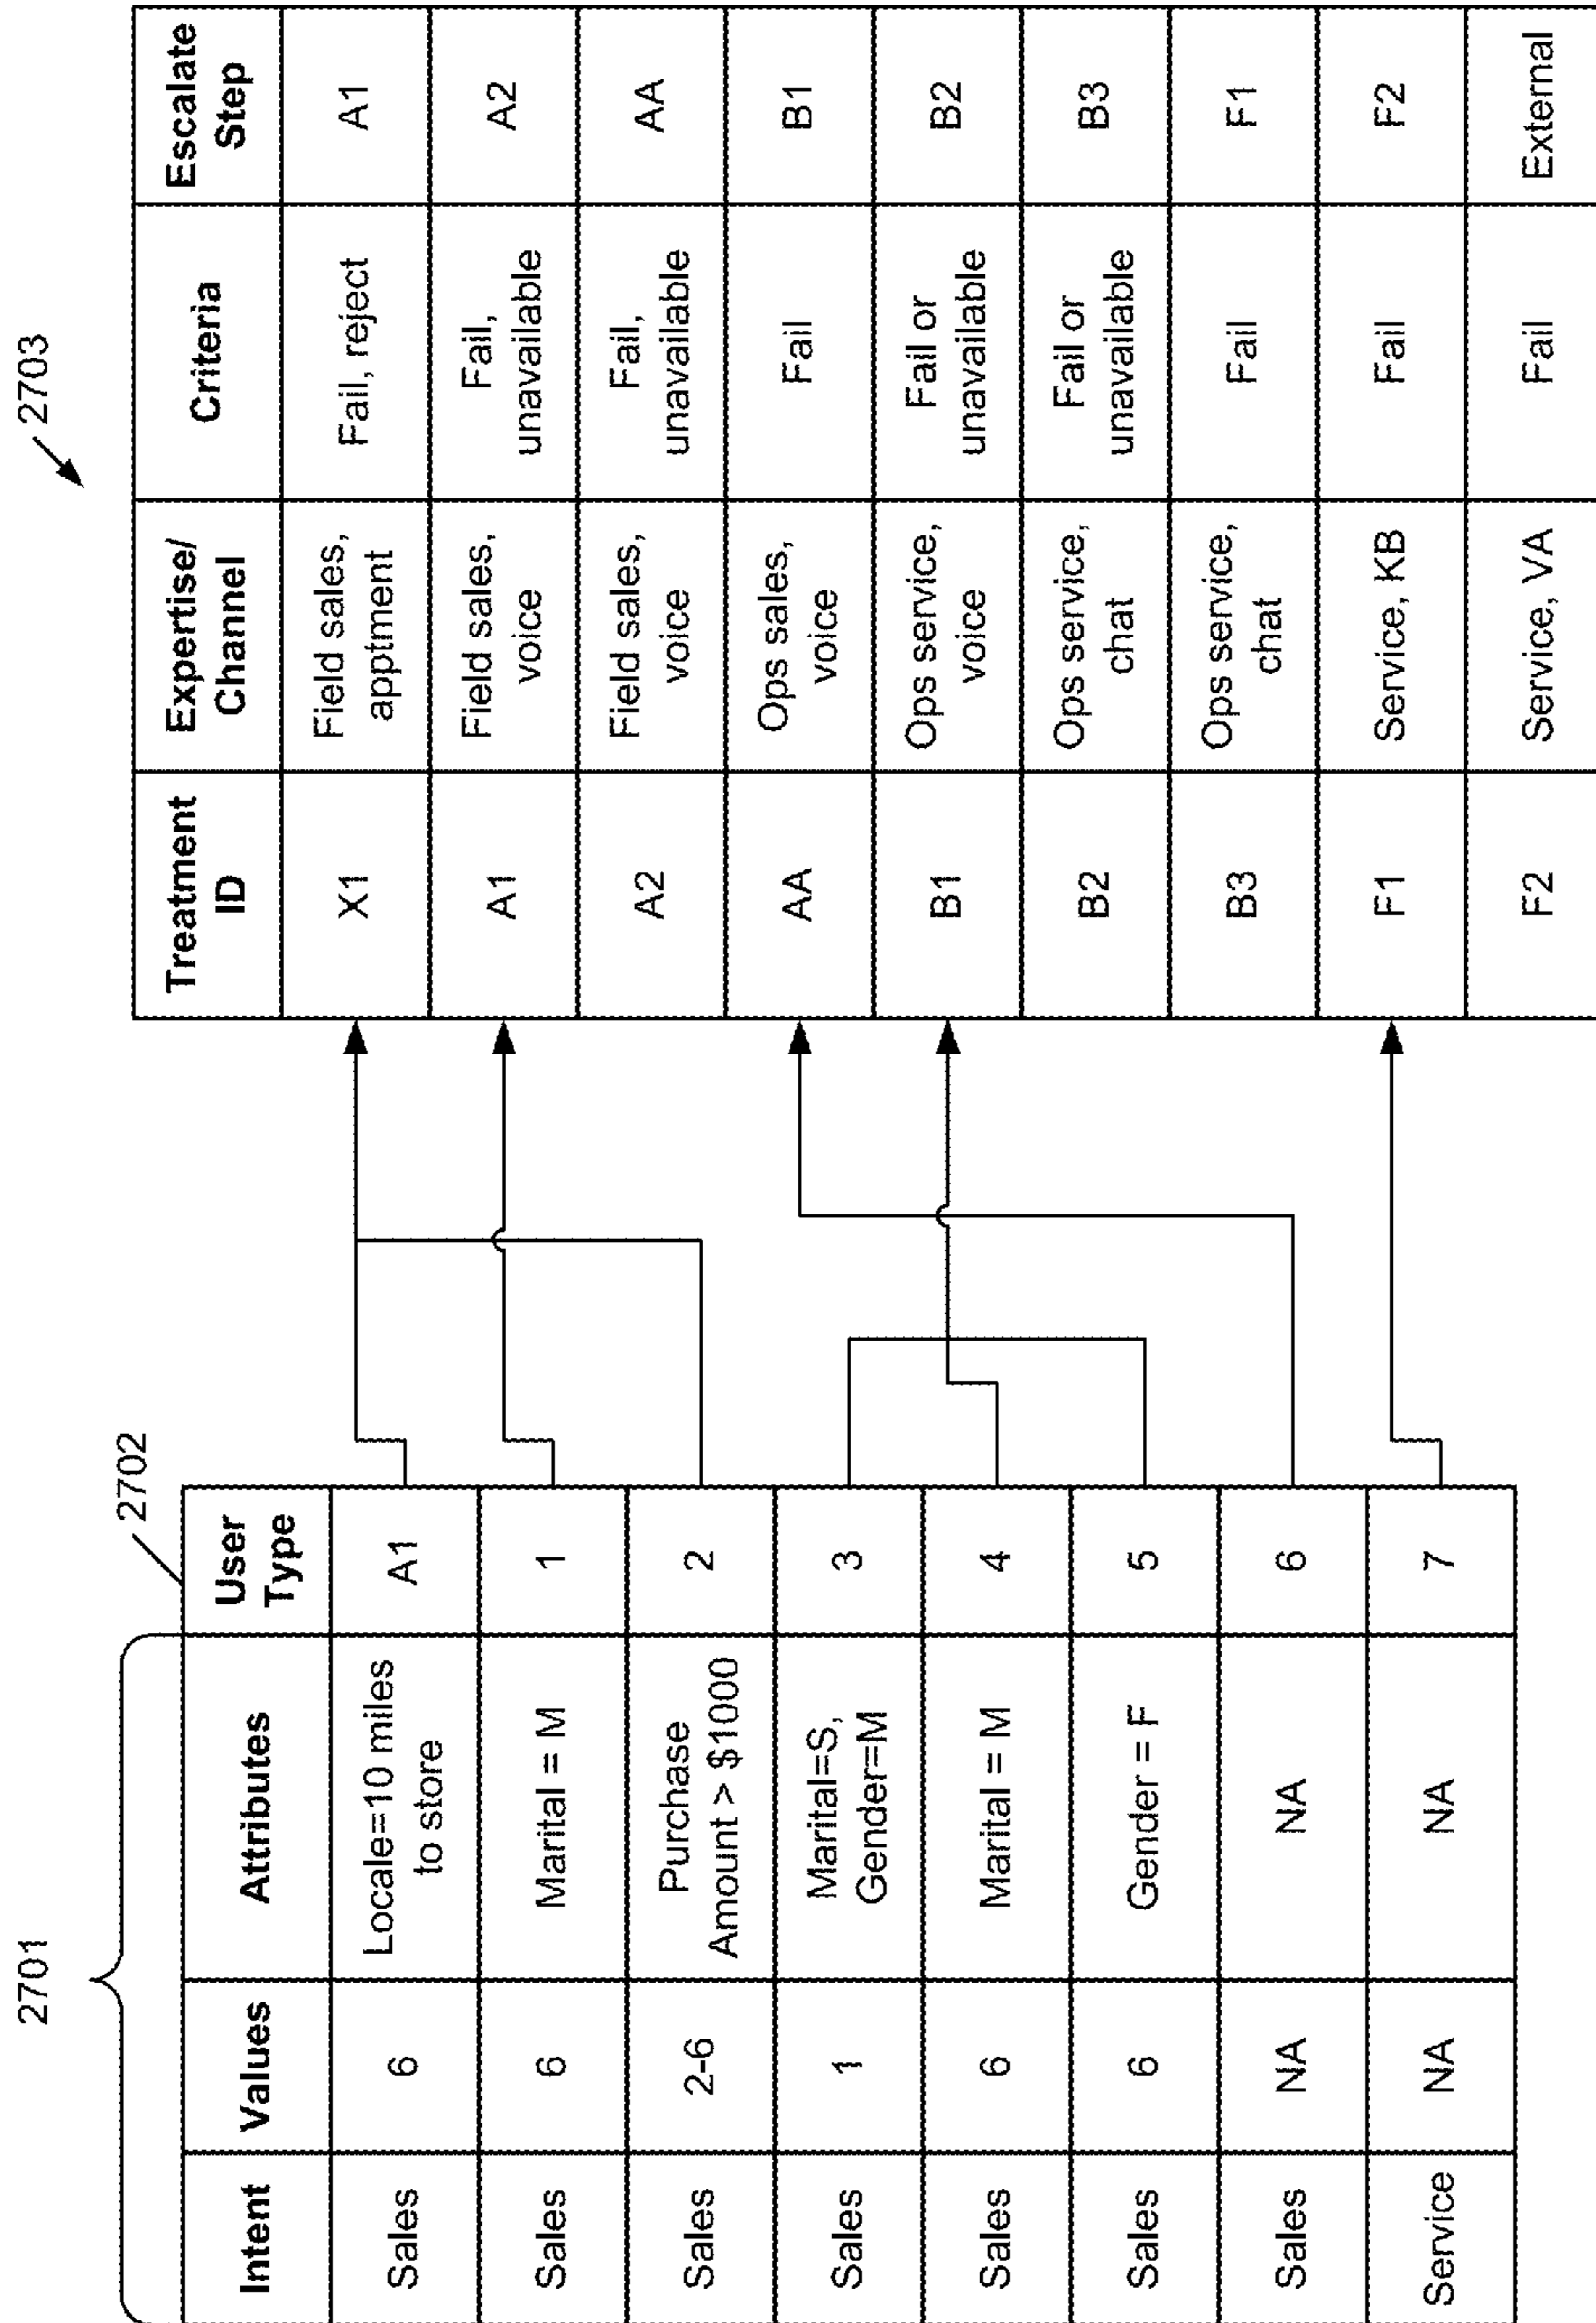 2701
2702
Intent
Values
Attributes
User
Type
Sales
6
Locale=10 miles
to store
A1
Sales
6
Marital = M
1
Sales
2-6
Purchase
Amount > $1000
2
Sales
1
Marital=S,
Gender=M
3
Sales
6
Marital = M
4
Sales
6
Gender = F
5
Sales
NA
NA
6
Service
NA
NA
7
2703
Treatment
ID
Expertise/
Channel
Criteria
Escalate
Step
X1
Field sales,
apptment
Fail, reject
A1
A1
Field sales,
voice
Fail,
unavailable
A2
A2
Field sales,
voice
Fail,
unavailable
AA
AA
Ops sales,
voice
Fail
B1
B1
Ops service,
voice
Fail or
unavailable
B2
B2
Ops service,
chat
Fail or
unavailable
B3
B3
Ops service,
chat
Fail
F1
F1
Service, KB
Fail
F2
F2
Service, VA
Fail
External